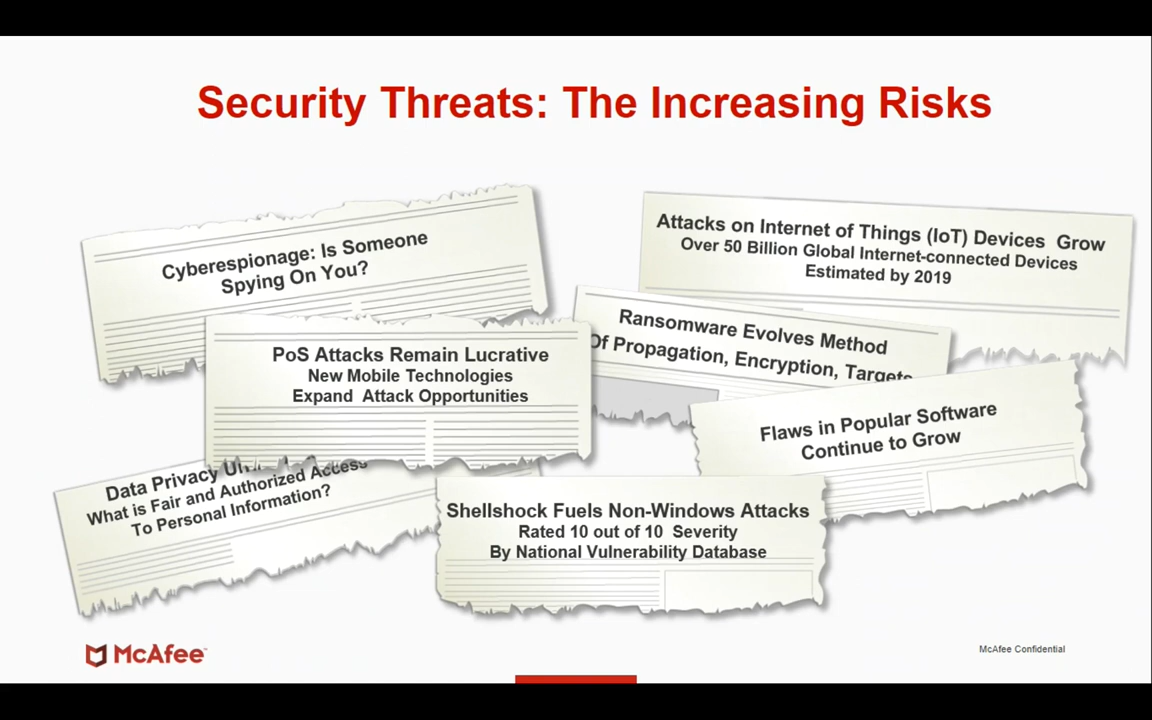 Security Threats: The Increasing Risks
Cyberespionage: Is Someone
Spying On You?
Attacks on Internet of Things (IoT) Devices Grow
Over 50 Billion Global Internet-connected Devices
Estimated by 2019
PoS Attacks Remain Lucrative
New Mobile Technologies
Expand Attack Opportunities
Ransomware Evolves Method
Of Propagation, Encryption, Targets
Flaws in Popular Software
Continue to Grow
Data Privacy
What is Fair and Authorized Access
To Personal Information?
Shellshock Fuels Non-Windows Attacks
Rated 10 out of 10 Severity
By National Vulnerability Database
McAfee™
McAfee Confidential